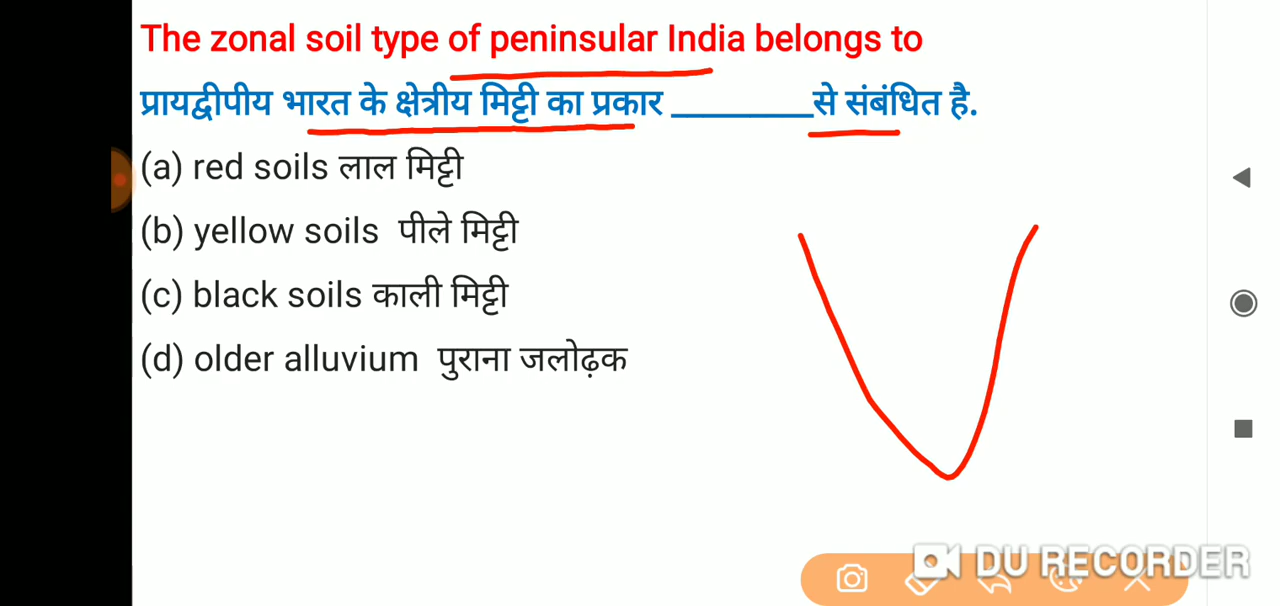 The zonal soil type of peninsular India belongs to
प्रायद्वीपीय भारत के क्षेत्रीय मिट्टी का प्रकार ________से संबंधित है.
(a) red soils लाल मिट्टी
(b) yellow soils पीले मिट्टी
(c) black soils काली मिट्टी
(d) older alluvium पुराना जलोढ़क
DU RECORDER